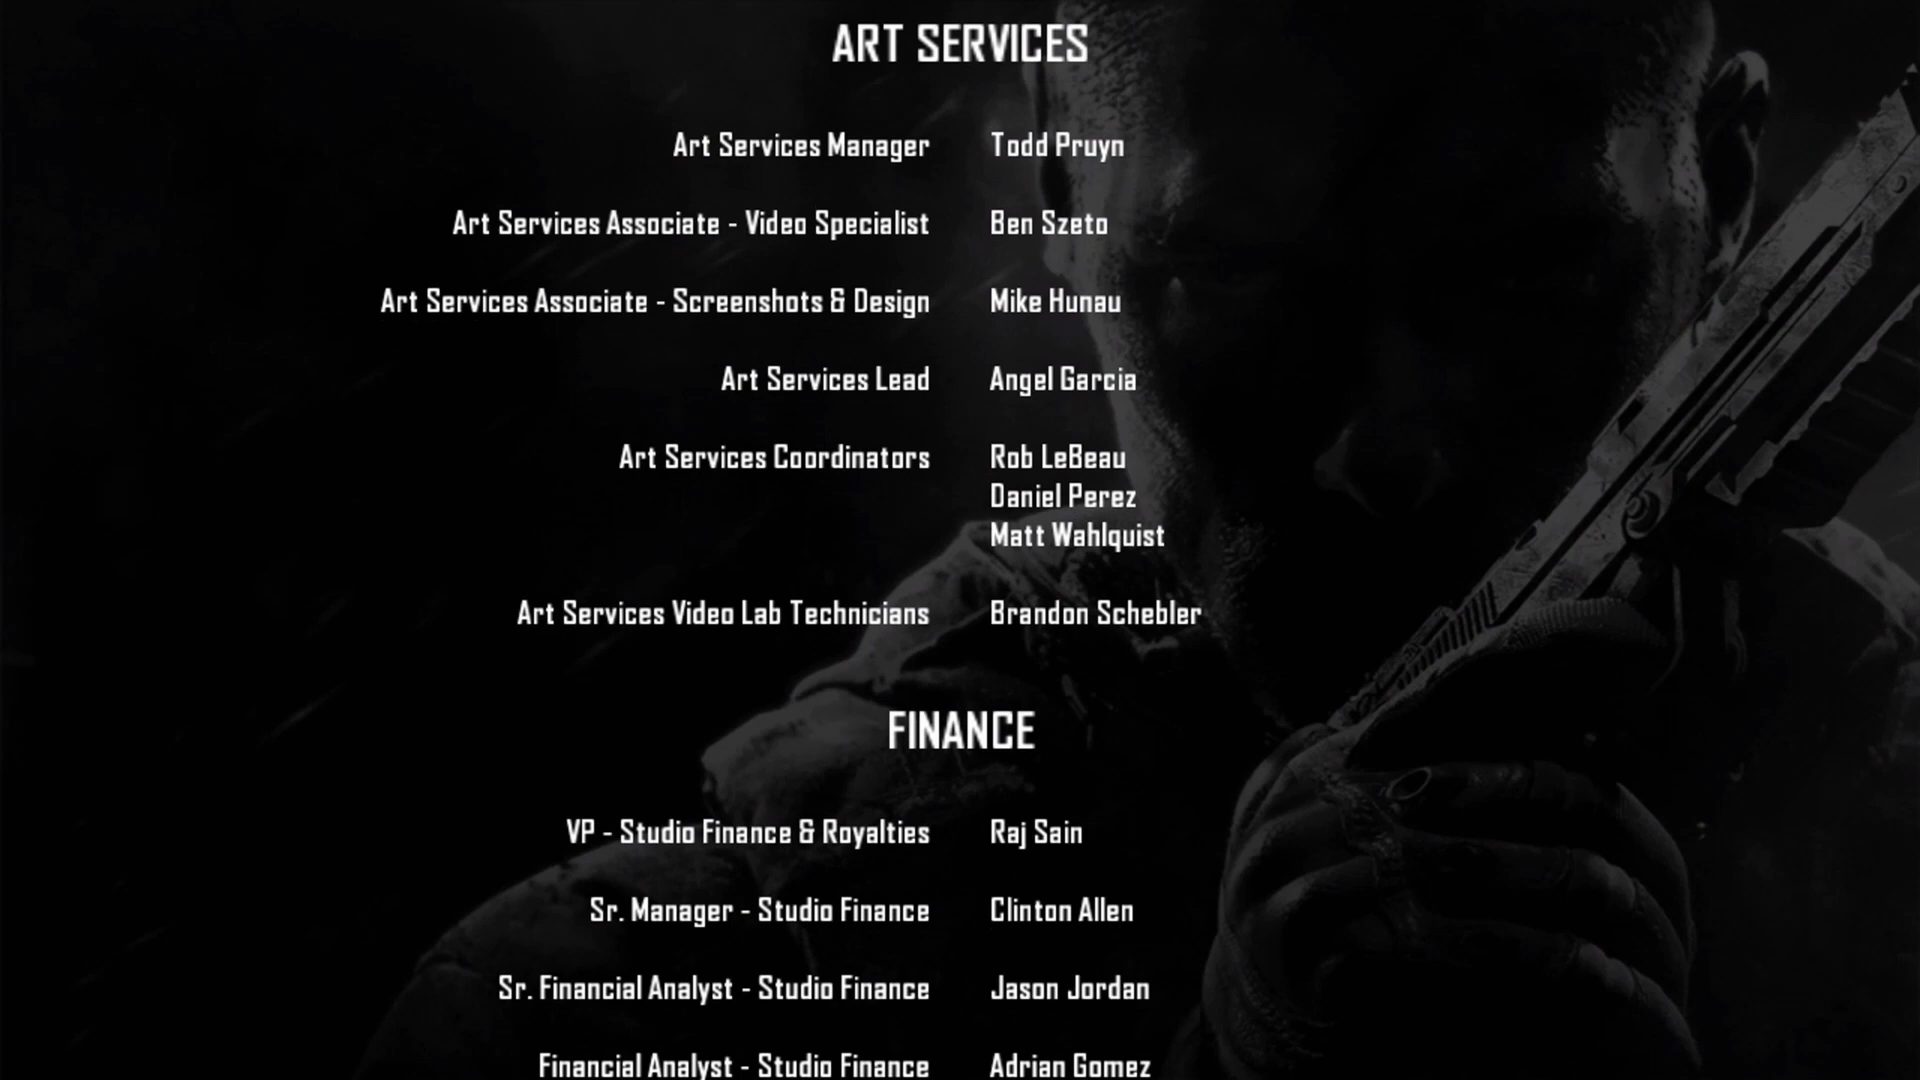 ART SERVICES
Art Services Manager Todd Pruyn
Art Services Associate - Video Specialist Ben Szeto
Art Services Associate - Screenshots & Design Mike Hunau
Art Services Lead Angel Garcia
Art Services Coordinators Rob LeBeau
Daniel Perez
Matt Wahlquist
Art Services Video Lab Technicians Brandon Schebler
FINANCE
VP - Studio Finance & Royalties Raj Sain
Sr. Manager - Studio Finance Clinton Allen
Sr. Financial Analyst - Studio Finance Jason Jordan
Financial Analyst - Studio Finance Adrian Gomez